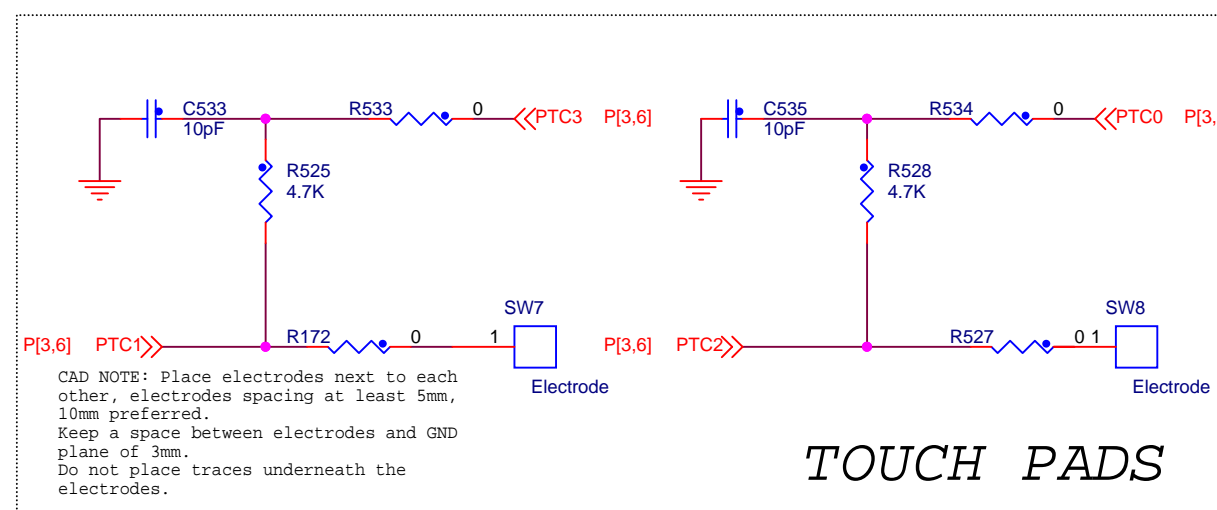 C533
10pF
R533
0
PTC3
P[3,6]
R525
4.7K
SW7
P[3,6]
PTC1
R172
0
1
Electrode
C535
10pF
R534
0
PTC0
P[3,
R528
4.7K
SW8
P[3,6]
PTC2
R527
0
1
Electrode
CAD NOTE: Place electrodes next to each
other, electrodes spacing at least 5mm,
10mm preferred.
Keep a space between electrodes and GND
plane of 3mm.
Do not place traces underneath the
electrodes.
TOUCH PADS